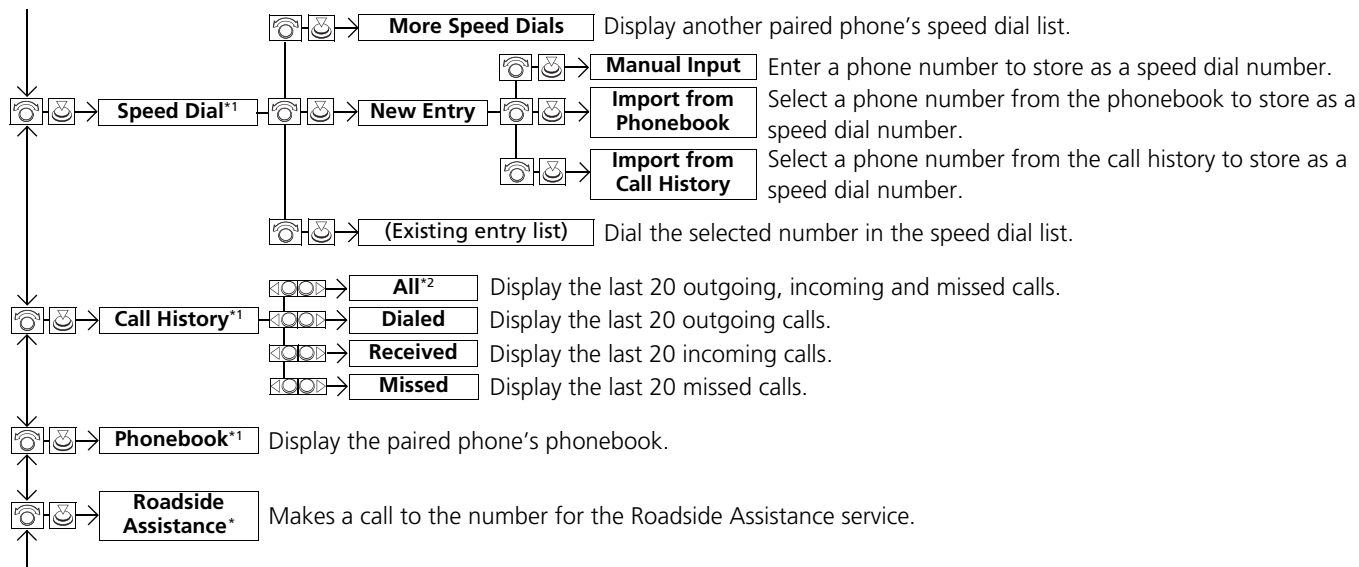 More Speed Dials Display another paired phone's speed dial list.
Manual Input Enter a phone number to store as a speed dial number.
Speed Dial*1 New Entry Import from Phonebook Select a phone number from the phonebook to store as a speed dial number.
Import from Call History Select a phone number from the call history to store as a speed dial number.
(Existing entry list) Dial the selected number in the speed dial list.
All*2 Display the last 20 outgoing, incoming and missed calls.
Call History*1 Dialed Display the last 20 outgoing calls.
Received Display the last 20 incoming calls.
Missed Display the last 20 missed calls.
Phonebook*1 Display the paired phone's phonebook.
Roadside Assistance* Makes a call to the number for the Roadside Assistance service.